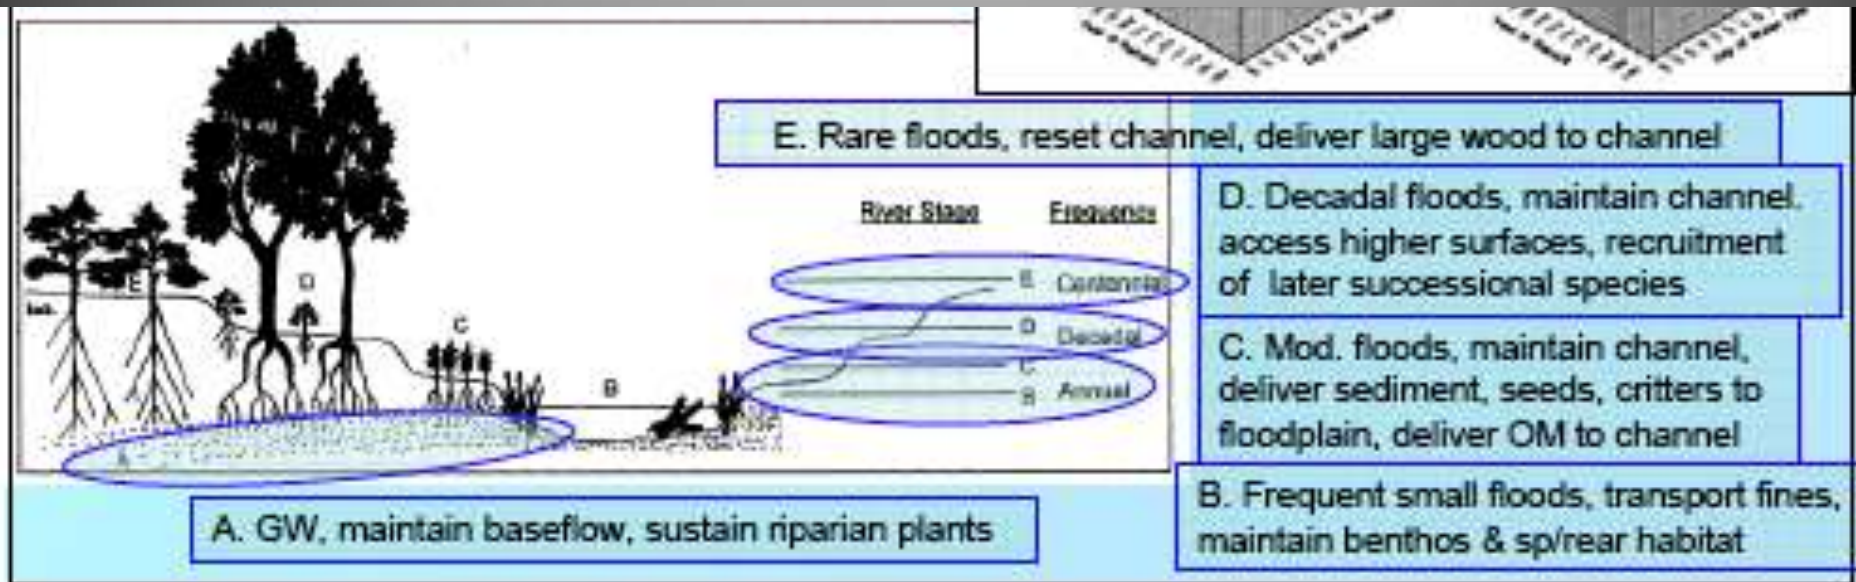 E. Rare floods, reset channel, deliver large wood to channel
D. Decadal floods, maintain channel.
access higher surfaces, recruitment
of later successional species
River Stage Frequency
E Centennial
D Decadal
C
B Annual
E
D
C
B
A
C. Mod. floods, maintain channel,
deliver sediment, seeds, critters to
floodplain, deliver OM to channel
B. Frequent small floods, transport fines,
maintain benthos & sp/rear habitat
A. GW, maintain baseflow, sustain riparian plants